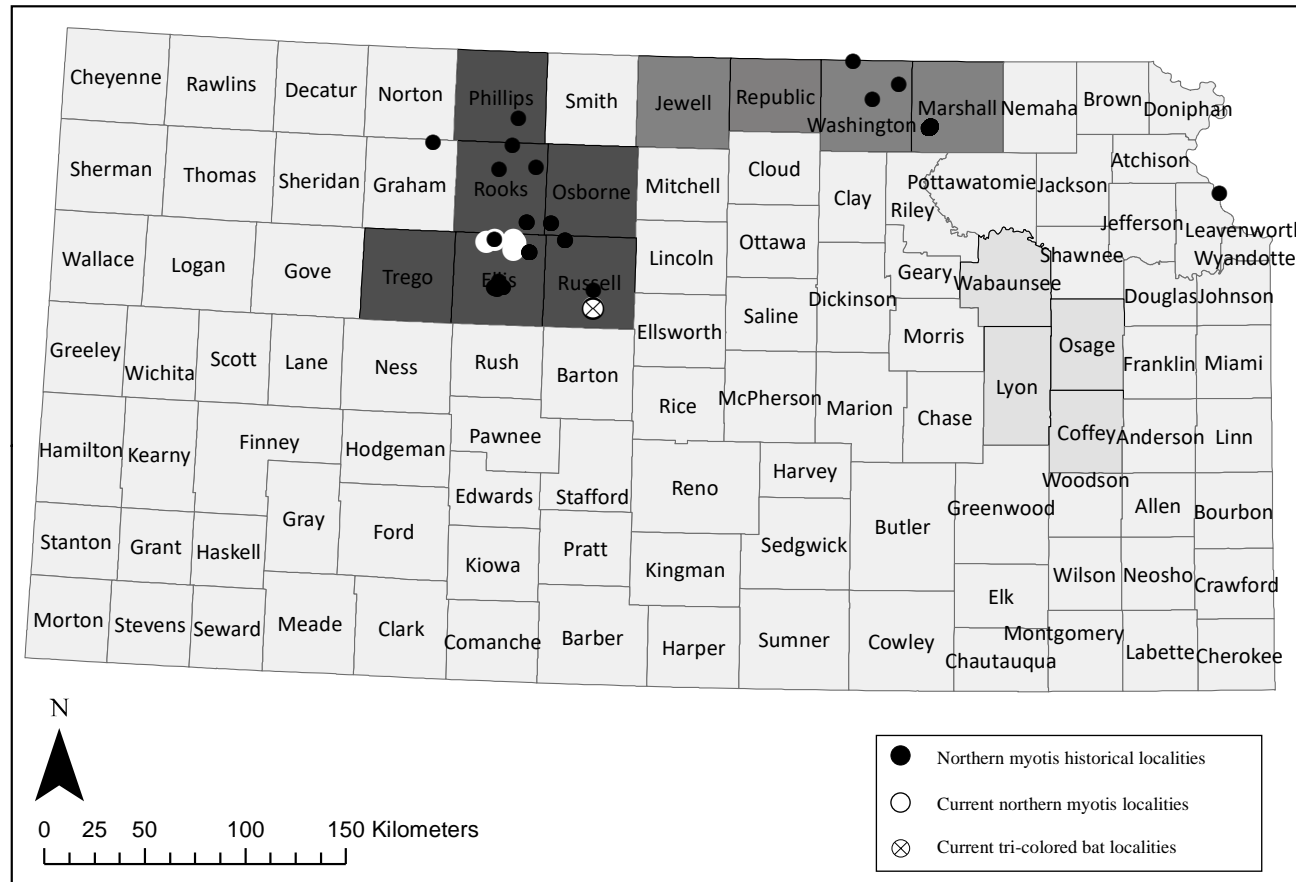 Cheyenne Rawlins Decatur Norton Phillips Smith Jewell Republic Washington Marshall Nemaha Brown Doniphan
Sherman Thomas Sheridan Graham Rooks Osborne Mitchell Cloud Clay Riley Pottawatomie Jackson Atchison Jefferson Leavenworth Wyandotte
Wallace Logan Gove Trego Ellis Russell Lincoln Ottawa Dickinson Geary Wabaunsee Shawnee Douglas Johnson
Greeley Wichita Scott Lane Ness Rush Barton Ellsworth Saline Morris Lyon Osage Franklin Miami
Hamilton Kearny Finney Hodgeman Pawnee Rice McPherson Marion Chase Coffey Anderson Linn
Gray Edwards Stafford Reno Harvey Butler Greenwood Woodson Allen Bourbon
Stanton Grant Haskell Ford Kiowa Pratt Kingman Sedgwick Elk Wilson Neosho Crawford
Morton Stevens Seward Meade Clark Comanche Barber Harper Sumner Cowley Chautauqua Montgomery Labette Cherokee
N
0 25 50 100 150 Kilometers
Northern myotis historical localities
Current northern myotis localities
Current tri-colored bat localities